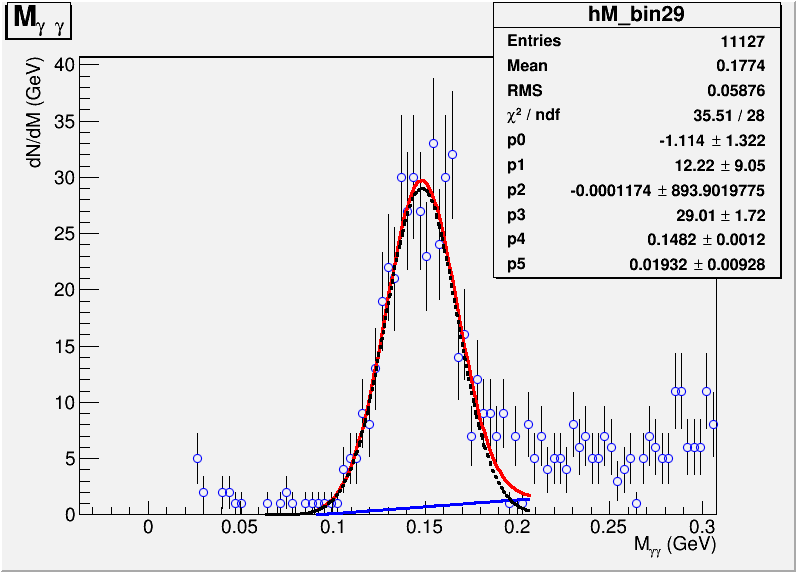 Mγ γ
hM_bin29
Entries 11127
Mean 0.1774
RMS 0.05876
χ² / ndf 35.51 / 28
p0 -1.114 ± 1.322
p1 12.22 ± 9.05
p2 -0.0001174 ± 893.9019775
p3 29.01 ± 1.72
p4 0.1482 ± 0.0012
p5 0.01932 ± 0.00928
dN/dM (GeV)
40
35
30
25
20
15
10
5
0
0 0.05 0.1 0.15 0.2 0.25 0.3
Mγγ (GeV)